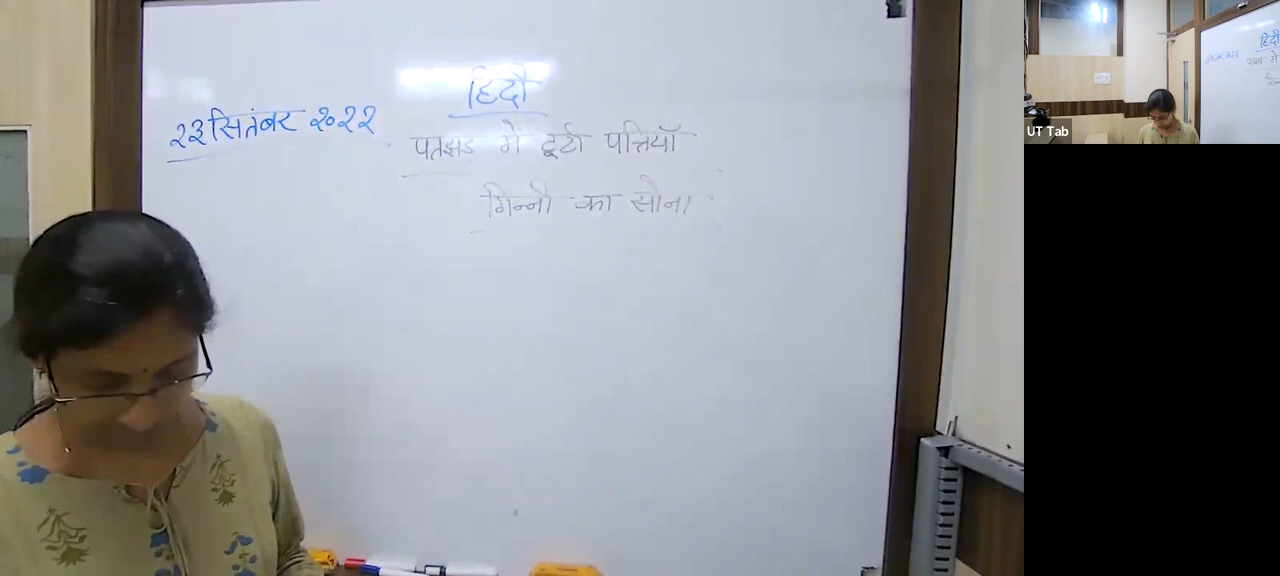 हिंदी
२३ सितंबर २०२२
पतझड़ में टूटी पत्तियाँ
गिन्नी का सोना
UT Tab